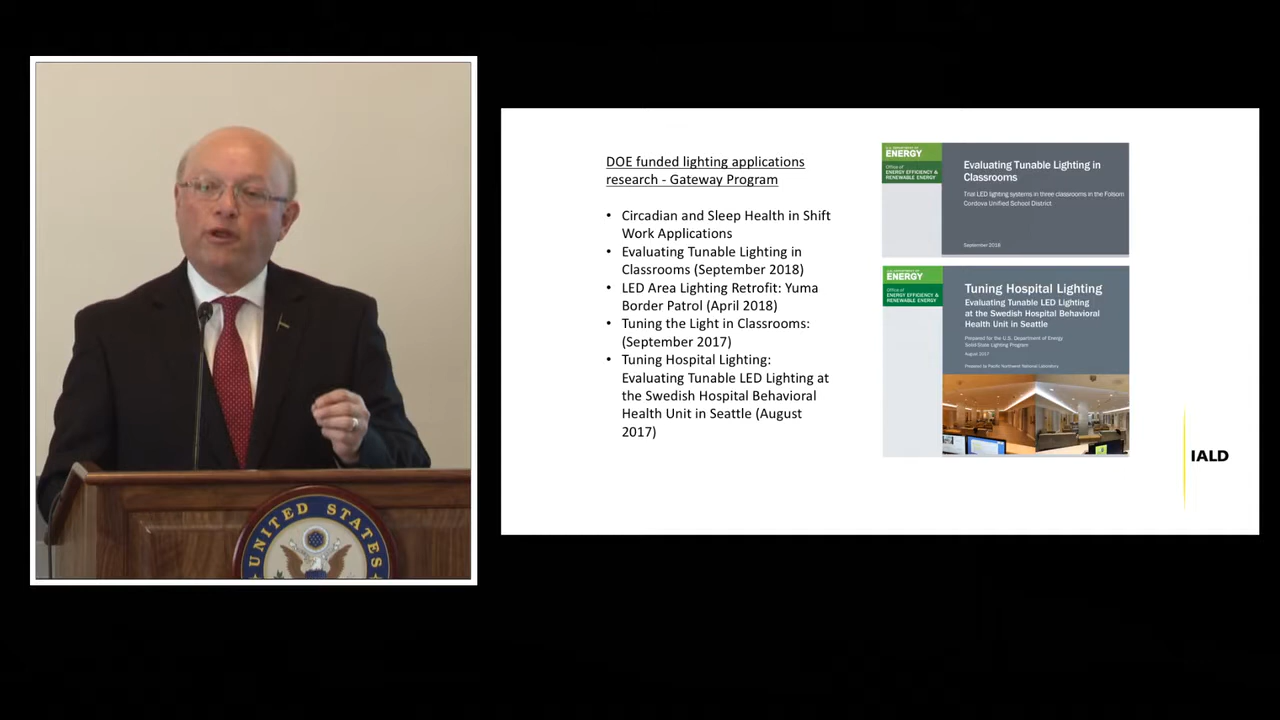 UNITED STATES
DOE funded lighting applications
research - Gateway Program
• Circadian and Sleep Health in Shift
Work Applications
• Evaluating Tunable Lighting in
Classrooms (September 2018)
• LED Area Lighting Retrofit: Yuma
Border Patrol (April 2018)
• Tuning the Light in Classrooms:
(September 2017)
• Tuning Hospital Lighting:
Evaluating Tunable LED Lighting at
the Swedish Hospital Behavioral
Health Unit in Seattle (August
2017)
U.S. DEPARTMENT OF
ENERGY
Office of
ENERGY EFFICIENCY &
RENEWABLE ENERGY
Evaluating Tunable Lighting in
Classrooms
Trial LED lighting systems in three classrooms in the Folsom
Cordova Unified School District
September 2018
U.S. DEPARTMENT OF
ENERGY
Office of
ENERGY EFFICIENCY &
RENEWABLE ENERGY
Tuning Hospital Lighting
Evaluating Tunable LED Lighting
at the Swedish Hospital Behavioral
Health Unit in Seattle
Prepared for the U.S. Department of Energy
Solid-State Lighting Program
August 2017
Prepared by Pacific Northwest National Laboratory
IALD